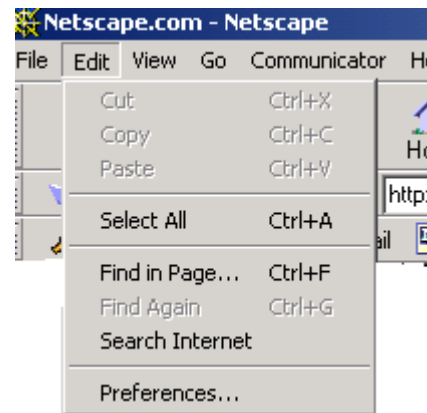 Netscape.com - Netscape
File Edit View Go Communicator
Cut Ctrl+X
Copy Ctrl+C
Paste Ctrl+V
http:
Select All Ctrl+A
Find in Page... Ctrl+F
Find Again Ctrl+G
Search Internet
Preferences...